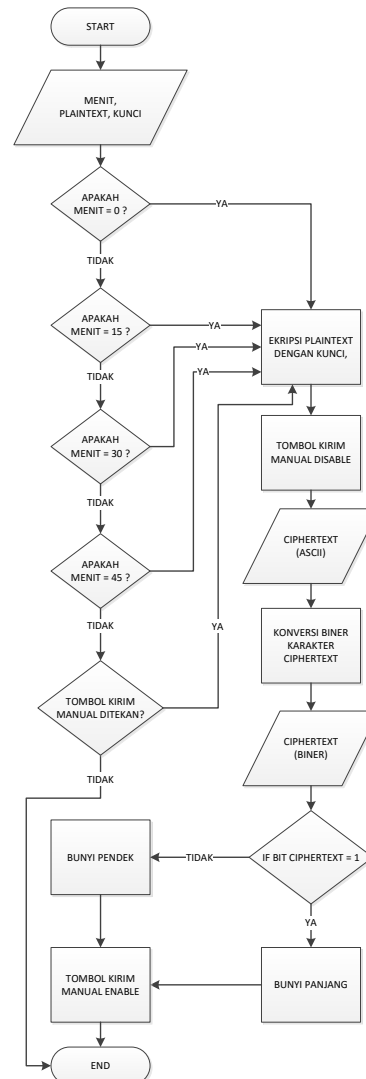 START
MENIT,
PLAINTEXT, KUNCI
APAKAH
MENIT = 0 ?
YA
TIDAK
APAKAH
MENIT = 15 ?
YA
TIDAK
APAKAH
MENIT = 30 ?
YA
TIDAK
APAKAH
MENIT = 45 ?
YA
TIDAK
TOMBOL KIRIM
MANUAL DITEKAN?
YA
TIDAK
EKRIPSI PLAINTEXT
DENGAN KUNCI,
TOMBOL KIRIM
MANUAL DISABLE
CIPHERTEXT
(ASCII)
KONVERSI BINER
KARAKTER
CIPHERTEXT
CIPHERTEXT
(BINER)
IF BIT CIPHERTEXT = 1
TIDAK
YA
BUNYI PENDEK
BUNYI PANJANG
TOMBOL KIRIM
MANUAL ENABLE
END